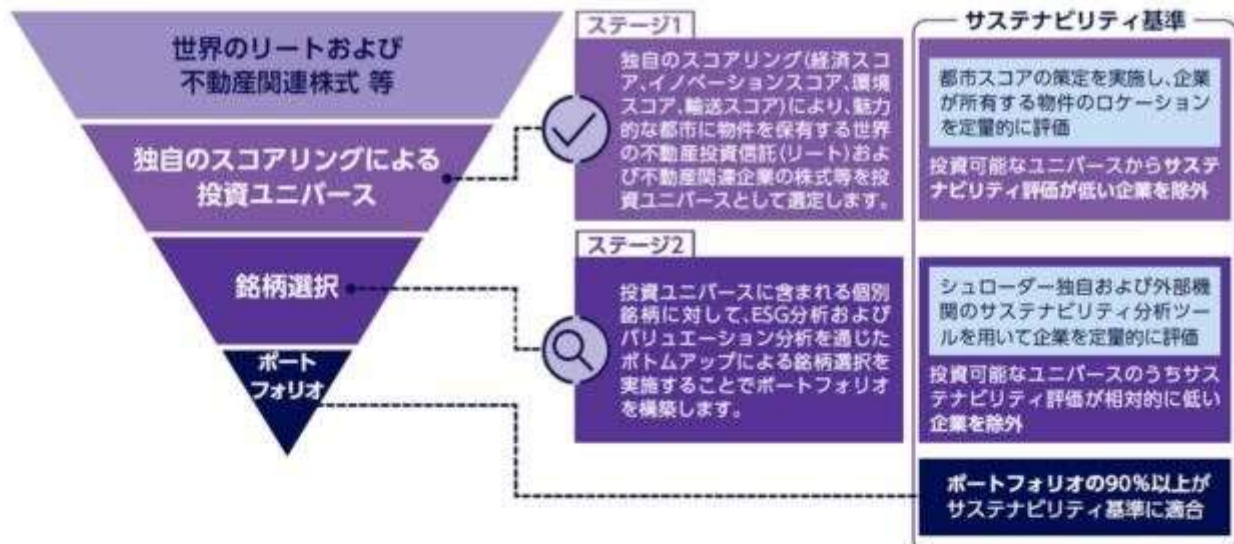 世界のリートおよび
不動産関連株式 等
独自のスコアリングによる
投資ユニバース
銘柄選択
ポート
フォリオ
ステージ1
独自のスコアリング(経済スコ
ア、イノベーションスコア、環境
スコア、輸送スコア)により、魅力
的な都市に物件を保有する世界
の不動産投資信託(リート)およ
び不動産関連企業の株式等を投
資ユニバースとして選定します。
ステージ2
投資ユニバースに含まれる個別
銘柄に対して、ESG分析および
バリュエーション分析を通じた
ボトムアップによる銘柄選択を
実施することでポートフォリオ
を構築します。
サステナビリティ基準
都市スコアの策定を実施し、企業
が所有する物件のロケーション
を定量的に評価
投資可能なユニバースからサステ
ナビリティ評価が低い企業を除外
シュローダー独自および外部機
関のサステナビリティ分析ツー
ルを用いて企業を定量的に評価
投資可能なユニバースのうちサス
テナビリティ評価が相対的に低い
企業を除外
ポートフォリオの90%以上が
サステナビリティ基準に適合